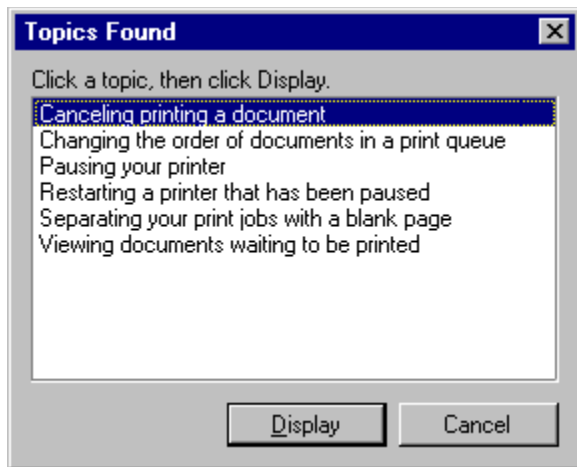 Topics Found
Click a topic, then click Display.
Canceling printing a document
Changing the order of documents in a print queue
Pausing your printer
Restarting a printer that has been paused
Separating your print jobs with a blank page
Viewing documents waiting to be printed
Display Cancel